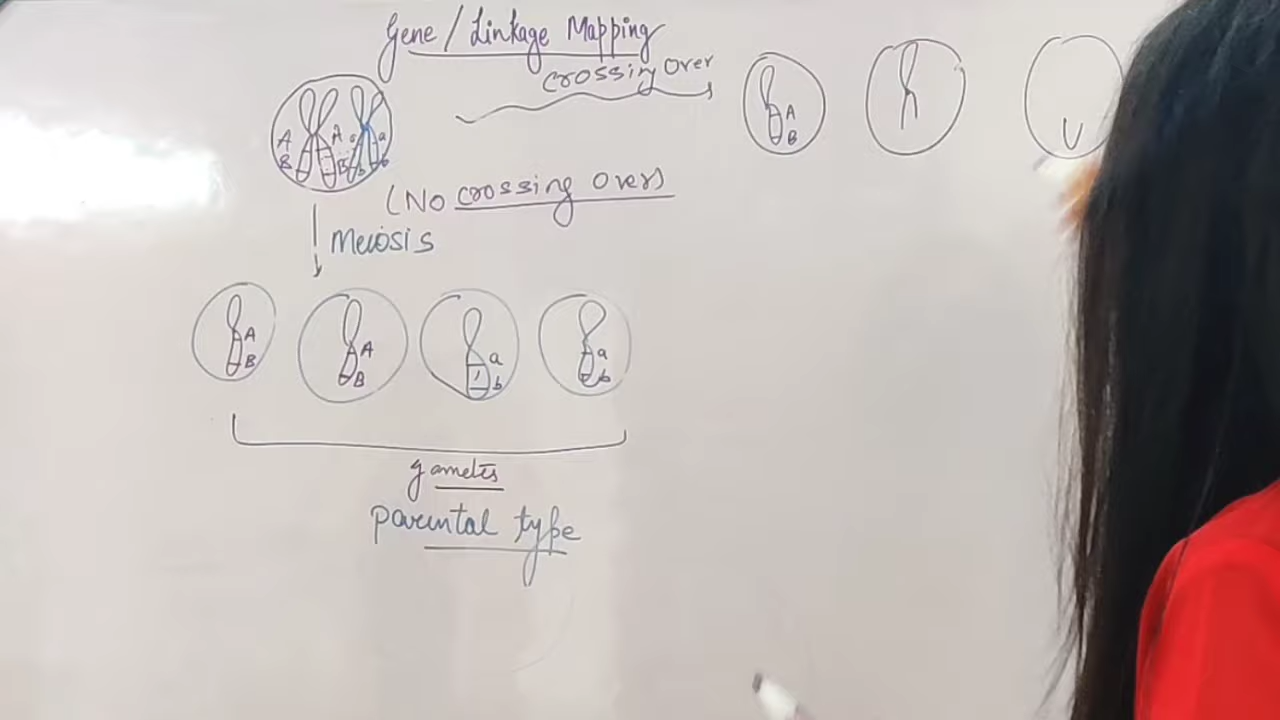 Gene / Linkage Mapping
Crossing Over
A
B
A
B
a
b
A
B
(No crossing over)
Meiosis
A
B
A
B
a
b
a
b
gametes
parental type